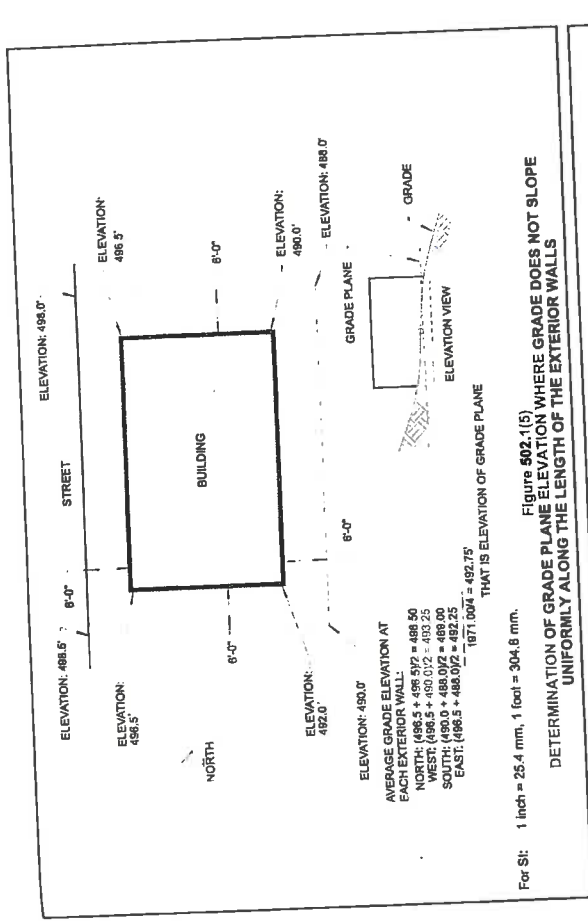 ELEVATION: 498.6'
STREET
ELEVATION: 498.0'
6'-0"
ELEVATION:
496.5'
ELEVATION:
496 5'
NORTH
BUILDING
6'-0"
6'-0"
ELEVATION:
492.0'
ELEVATION:
490.0'
6'-0"
ELEVATION: 490.0'
ELEVATION: 488.0'
AVERAGE GRADE ELEVATION AT
EACH EXTERIOR WALL:
NORTH: (496.5 + 496.5)/2 = 496.50
WEST: (496.5 + 490.0)/2 = 493.25
SOUTH: (490.0 + 488.0)/2 = 489.00
EAST: (496.5 + 488.0)/2 = 492.25
1971.00/4 = 492.75'
THAT IS ELEVATION OF GRADE PLANE
GRADE PLANE
GRADE
ELEVATION VIEW
For SI: 1 inch = 25.4 mm, 1 foot = 304.8 mm.
Figure 502.1(5)
DETERMINATION OF GRADE PLANE ELEVATION WHERE GRADE DOES NOT SLOPE
UNIFORMLY ALONG THE LENGTH OF THE EXTERIOR WALLS